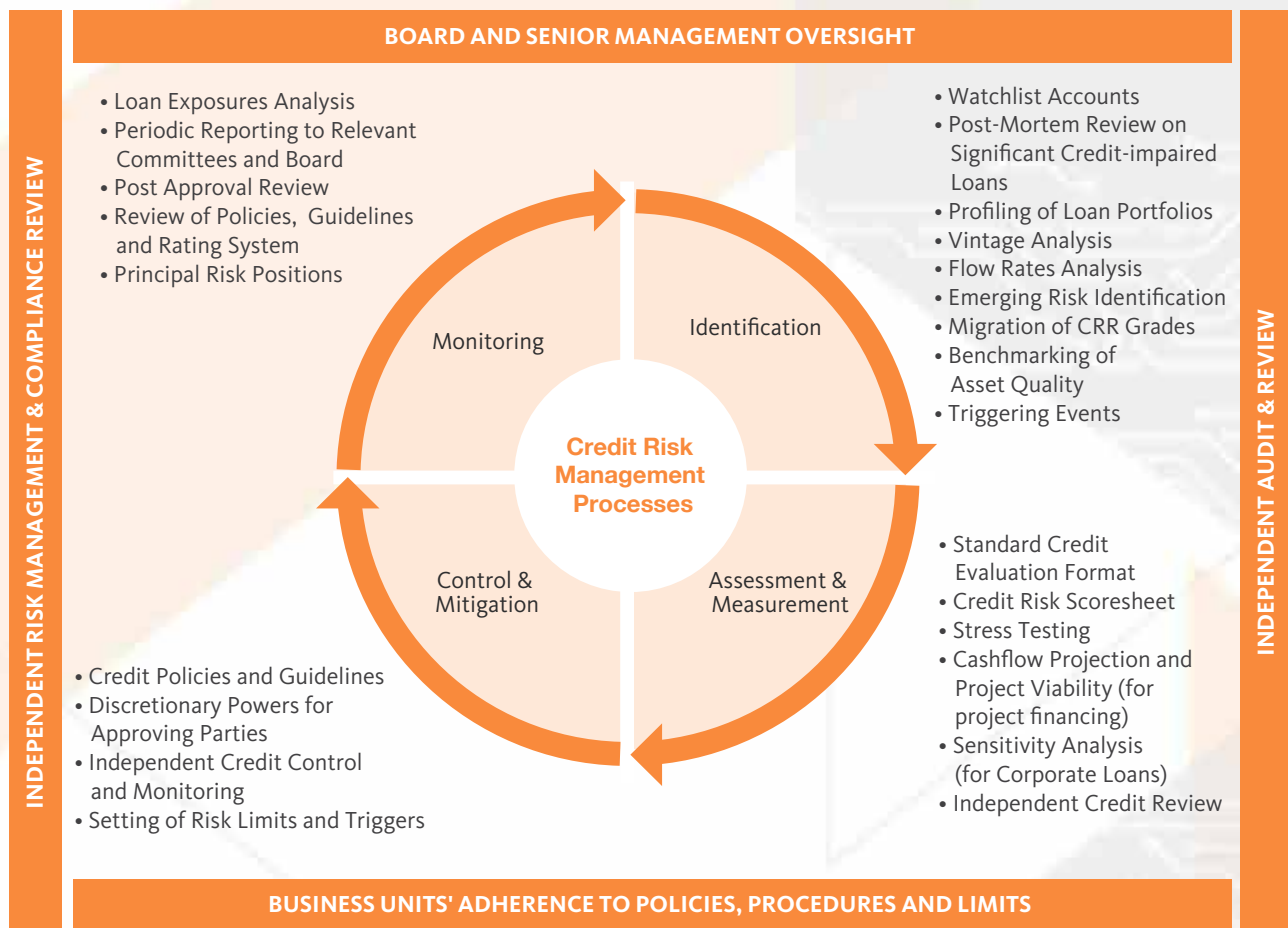 BOARD AND SENIOR MANAGEMENT OVERSIGHT
INDEPENDENT RISK MANAGEMENT & COMPLIANCE REVIEW
• Loan Exposures Analysis
• Periodic Reporting to Relevant
Committees and Board
• Post Approval Review
• Review of Policies, Guidelines
and Rating System
• Principal Risk Positions
• Watchlist Accounts
• Post-Mortem Review on
Significant Credit-impaired
Loans
• Profiling of Loan Portfolios
• Vintage Analysis
• Flow Rates Analysis
• Emerging Risk Identification
• Migration of CRR Grades
• Benchmarking of
Asset Quality
• Triggering Events
Monitoring
Identification
Credit Risk
Management
Processes
Control &
Mitigation
Assessment &
Measurement
• Credit Policies and Guidelines
• Discretionary Powers for
Approving Parties
• Independent Credit Control
and Monitoring
• Setting of Risk Limits and Triggers
• Standard Credit
Evaluation Format
• Credit Risk Scoresheet
• Stress Testing
• Cashflow Projection and
Project Viability (for
project financing)
• Sensitivity Analysis
(for Corporate Loans)
• Independent Credit Review
INDEPENDENT AUDIT & REVIEW
BUSINESS UNITS' ADHERENCE TO POLICIES, PROCEDURES AND LIMITS